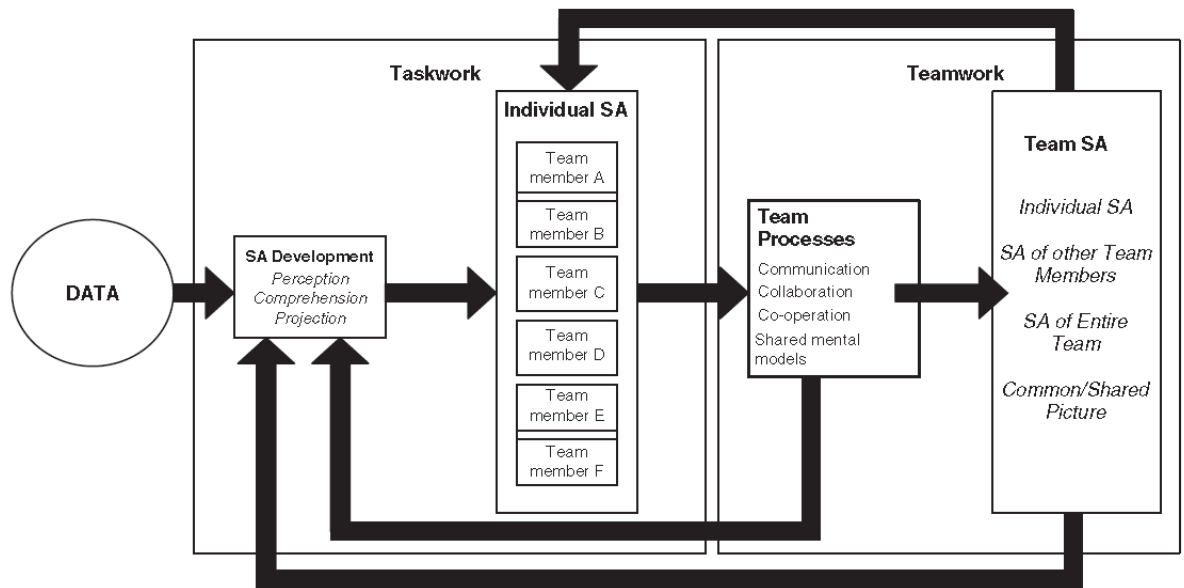 Taskwork
Teamwork
DATA
SA Development
Perception
Comprehension
Projection
Individual SA
Team
member A
Team
member B
Team
member C
Team
member D
Team
member E
Team
member F
Team
Processes
Communication
Collaboration
Co-operation
Shared mental
models
Team SA
Individual SA
SA of other Team
Members
SA of Entire
Team
Common/Shared
Picture